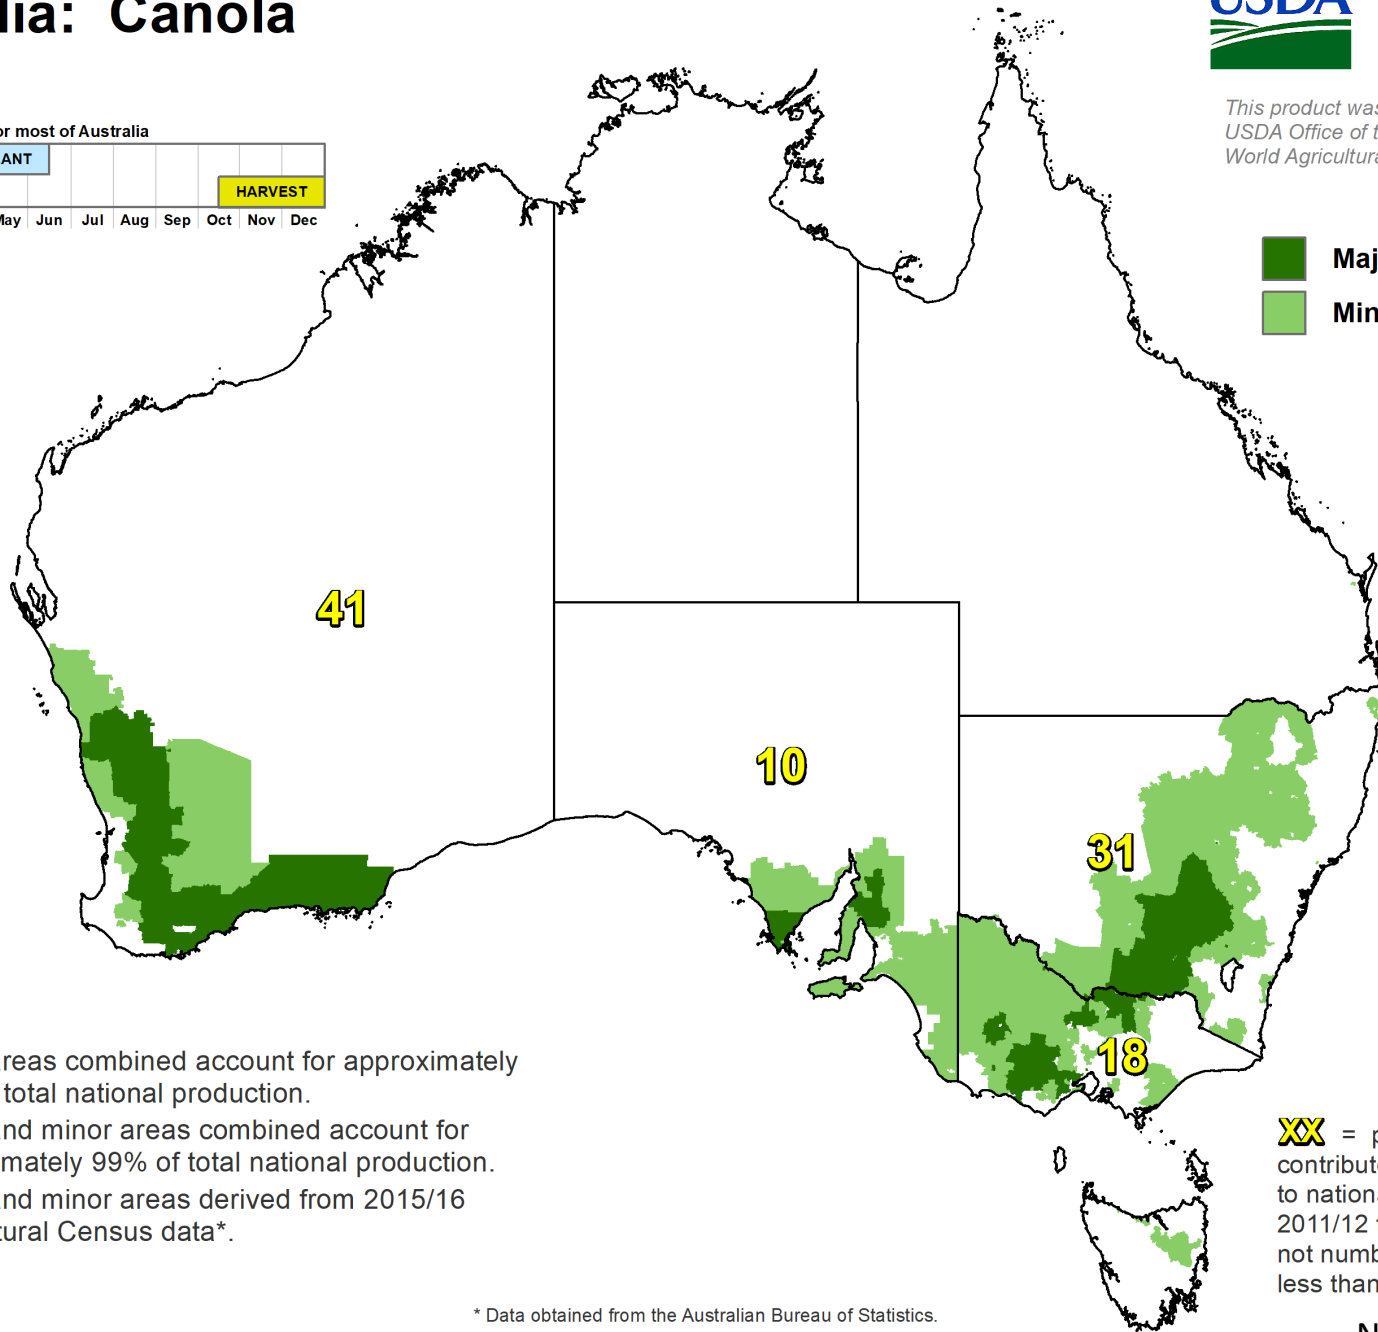 lia: Canola
USDA
This product was
USDA Office of t
World Agricultura
or most of Australia
ANT
HARVEST
May Jun Jul Aug Sep Oct Nov Dec
Maj
Min
41
10
31
18
reas combined account for approximately
total national production.
nd minor areas combined account for
mately 99% of total national production.
nd minor areas derived from 2015/16
tural Census data*.
XX = p
contribute
to nationa
2011/12
not numb
less than
* Data obtained from the Australian Bureau of Statistics.